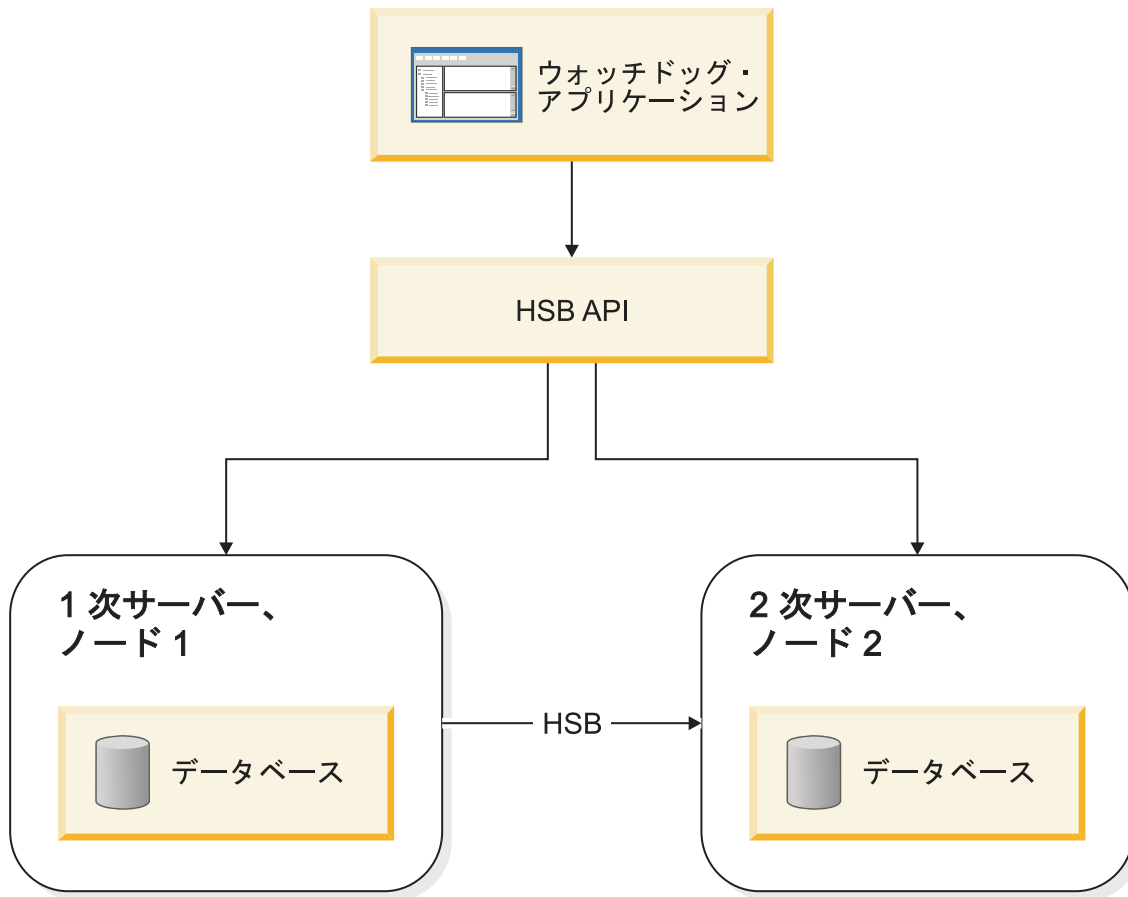 ウォッチドッグ・
アプリケーション
HSB API
1 次サーバー、
ノード 1
2 次サーバー、
ノード 2
HSB
データベース
データベース